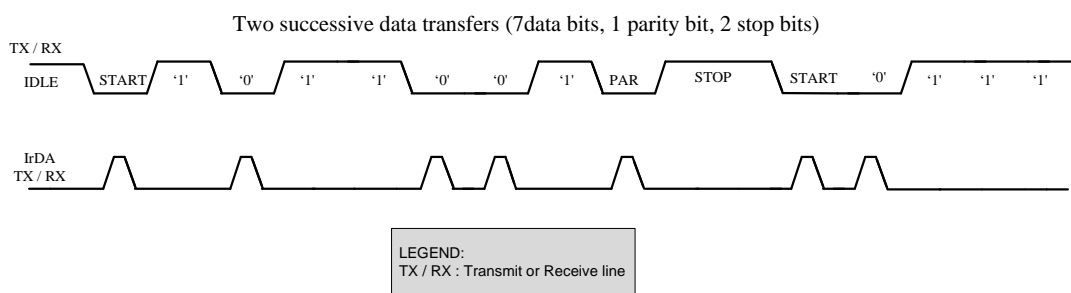 Two successive data transfers (7data bits, 1 parity bit, 2 stop bits)
TX / RX
IDLE START ‘1’ ‘0’ ‘1’ ‘1’ ‘0’ ‘0’ ‘1’ PAR STOP START ‘0’ ‘1’ ‘1’ ‘1’
IrDA
TX / RX
LEGEND:
TX / RX : Transmit or Receive line